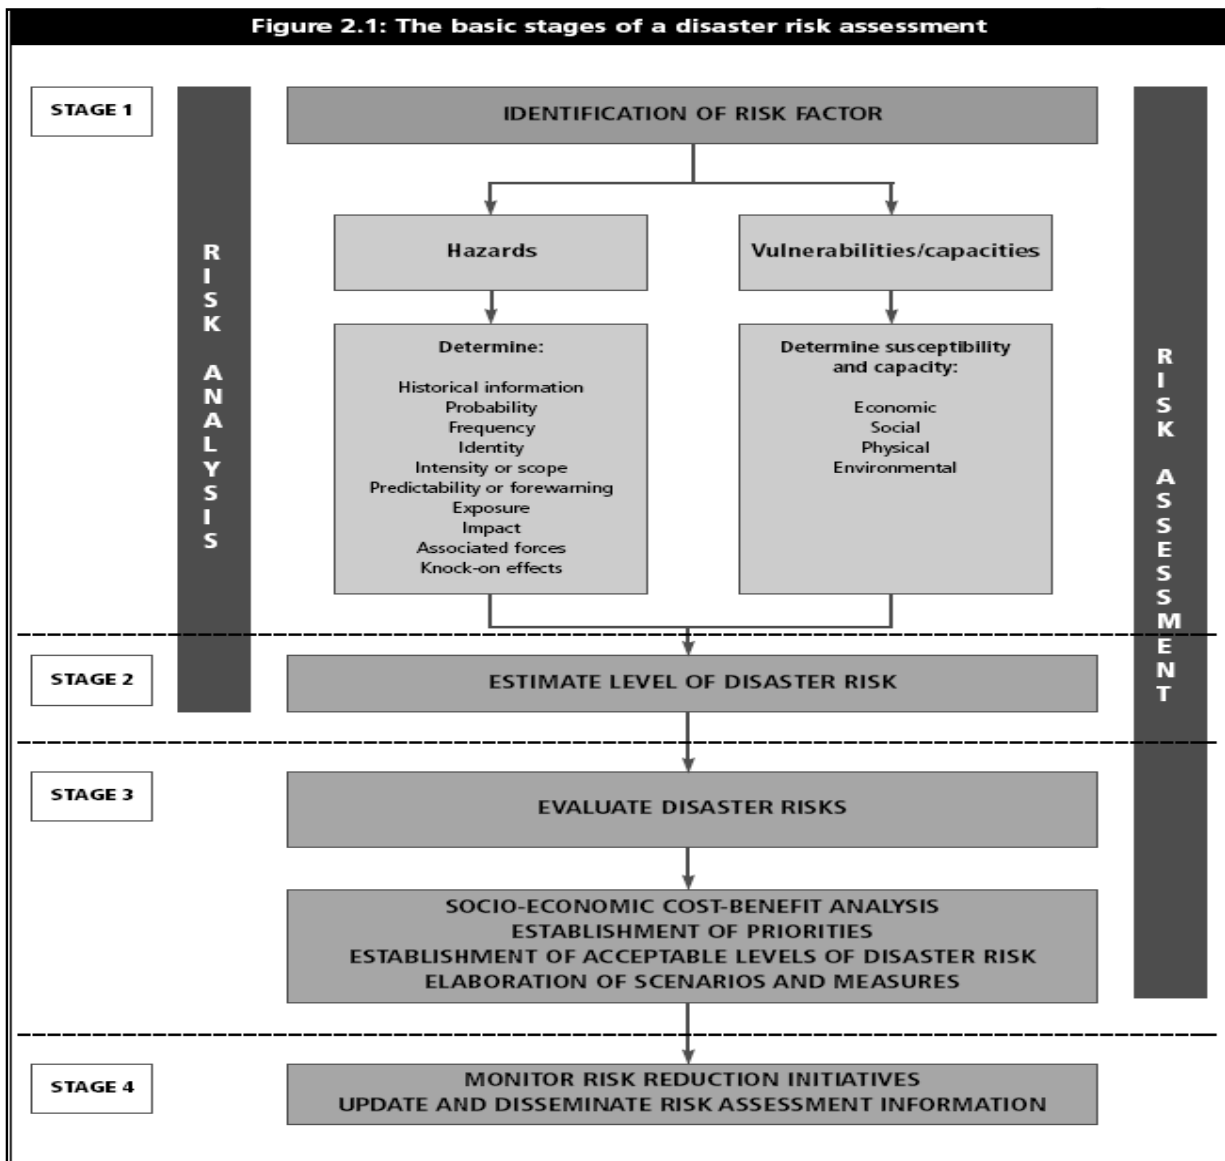 Figure 2.1: The basic stages of a disaster risk assessment
STAGE 1
RISK ANALYSIS
IDENTIFICATION OF RISK FACTOR
RISK ASSESSMENT
Hazards
Vulnerabilities/capacities
Determine:
Historical information
Probability
Frequency
Identity
Intensity or scope
Predictability or forewarning
Exposure
Impact
Associated forces
Knock-on effects
Determine susceptibility
and capacity:
Economic
Social
Physical
Environmental
STAGE 2
ESTIMATE LEVEL OF DISASTER RISK
STAGE 3
EVALUATE DISASTER RISKS
SOCIO-ECONOMIC COST-BENEFIT ANALYSIS
ESTABLISHMENT OF PRIORITIES
ESTABLISHMENT OF ACCEPTABLE LEVELS OF DISASTER RISK
ELABORATION OF SCENARIOS AND MEASURES
STAGE 4
MONITOR RISK REDUCTION INITIATIVES
UPDATE AND DISSEMINATE RISK ASSESSMENT INFORMATION